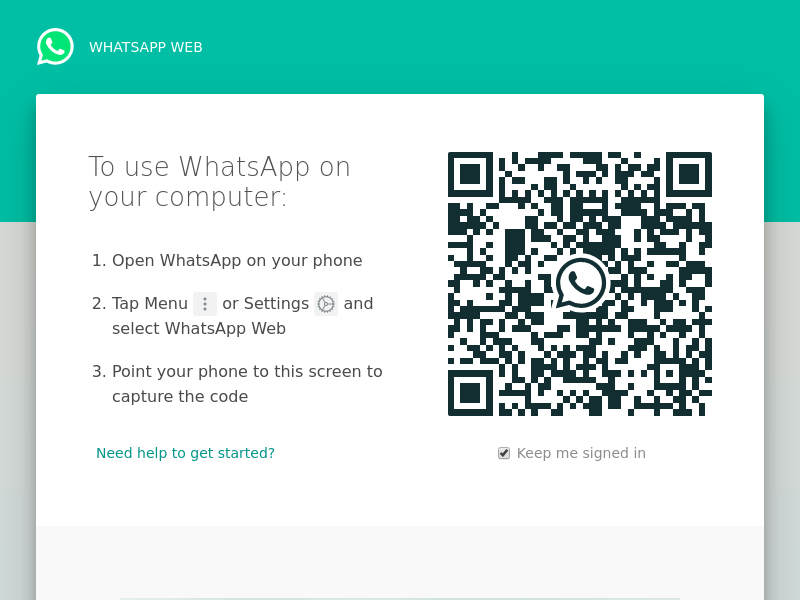 WHATSAPP WEB
To use WhatsApp on
your computer:
1. Open WhatsApp on your phone
2. Tap Menu or Settings and
select WhatsApp Web
3. Point your phone to this screen to
capture the code
Need help to get started?
Keep me signed in